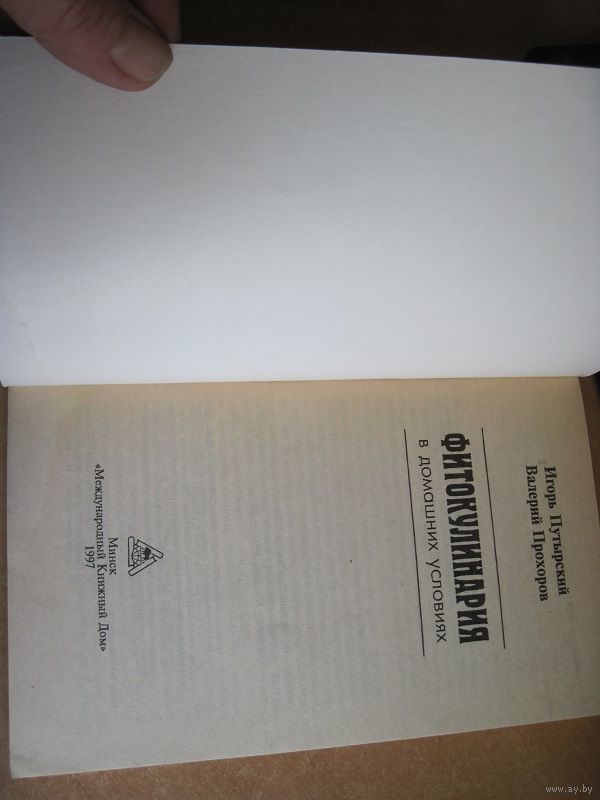 Игорь Путырский
Валерий Прохоров
ФИТОКУЛИНАРИЯ
в домашних условиях
Минск
«Международный Книжный Дом»
1997
www.ay.by